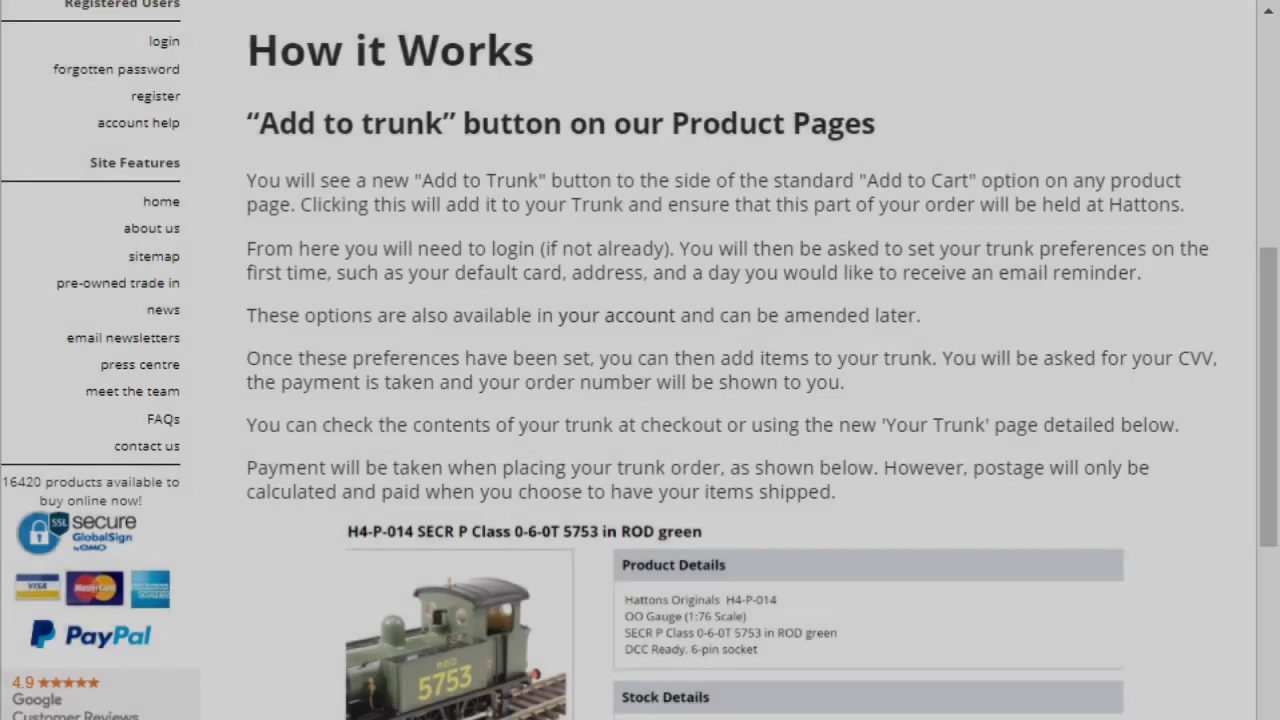 Registered Users
login
forgotten password
register
account help
Site Features
home
about us
sitemap
pre-owned trade in
news
email newsletters
press centre
meet the team
FAQs
contact us
16420 products available to
buy online now!
SSL
secure
GlobalSign
by GMO
VISA
MasterCard
PayPal
4.9 ★★★★★
Google
Customer Reviews
How it Works
“Add to trunk” button on our Product Pages
You will see a new "Add to Trunk" button to the side of the standard "Add to Cart" option on any product
page. Clicking this will add it to your Trunk and ensure that this part of your order will be held at Hattons.
From here you will need to login (if not already). You will then be asked to set your trunk preferences on the
first time, such as your default card, address, and a day you would like to receive an email reminder.
These options are also available in your account and can be amended later.
Once these preferences have been set, you can then add items to your trunk. You will be asked for your CVV,
the payment is taken and your order number will be shown to you.
You can check the contents of your trunk at checkout or using the new 'Your Trunk' page detailed below.
Payment will be taken when placing your trunk order, as shown below. However, postage will only be
calculated and paid when you choose to have your items shipped.
H4-P-014 SECR P Class 0-6-0T 5753 in ROD green
ROD
5753
Product Details
Hattons Originals H4-P-014
OO Gauge (1:76 Scale)
SECR P Class 0-6-0T 5753 in ROD green
DCC Ready. 6-pin socket
Stock Details